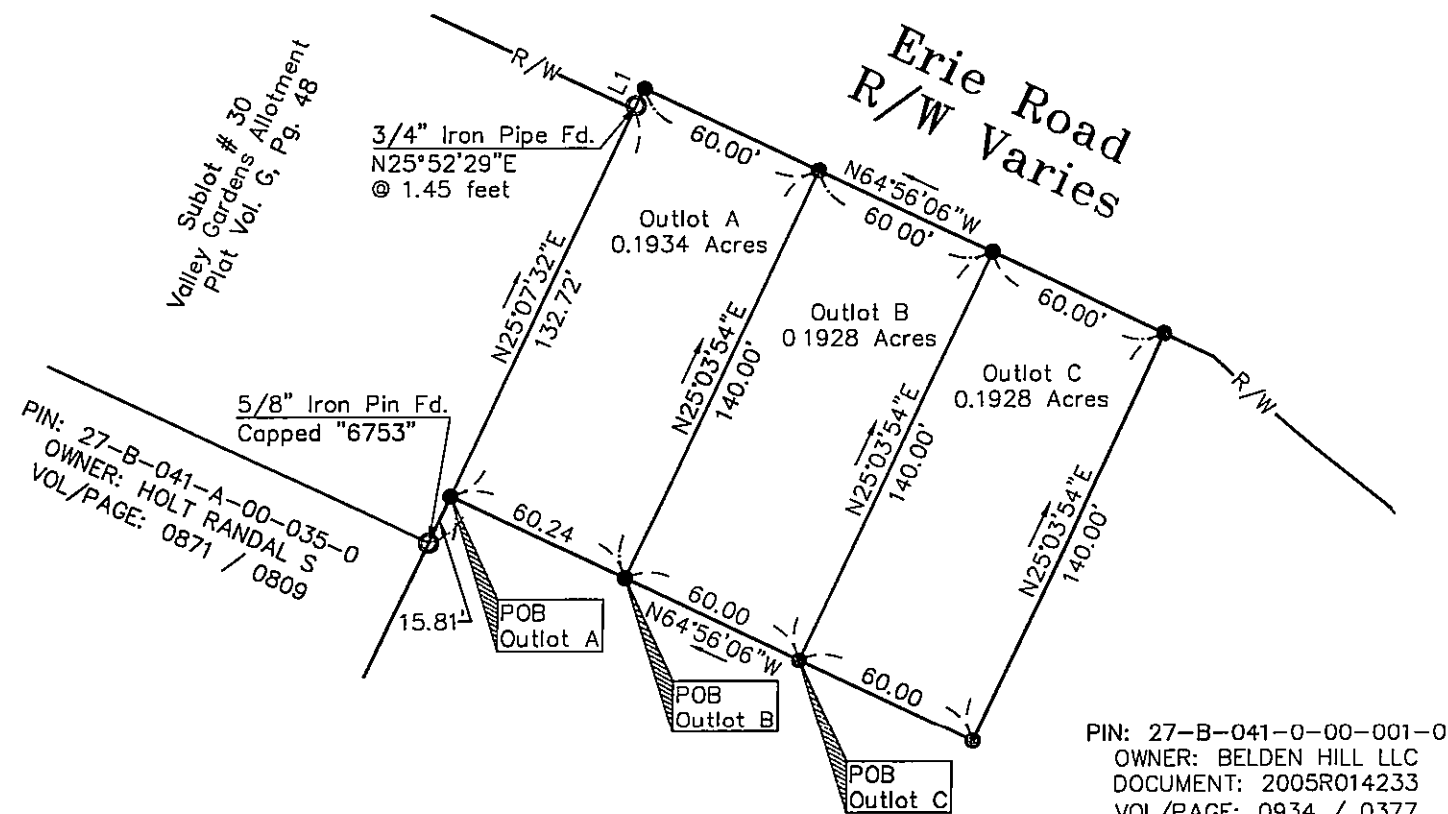 Erie Road
R/W Varies
R/W
L1
Sublot # 30
Valley Gardens Allotment
Plat Vol. G, Pg. 48
3/4" Iron Pipe Fd.
N25°52'29"E
@ 1.45 feet
60.00'
N64°56'06"W
60 00'
60.00'
R/W
Outlot A
0.1934 Acres
Outlot B
0 1928 Acres
Outlot C
0.1928 Acres
N25°07'32"E
132.72'
N25°03'54"E
140.00'
N25°03'54"E
140.00'
N25°03'54"E
140.00'
5/8" Iron Pin Fd.
Capped "6753"
PIN: 27-B-041-A-00-035-0
OWNER: HOLT RANDAL S
VOL/PAGE: 0871 / 0809
15.81'
60.24
60.00
N64°56'06"W
60.00
POB
Outlot A
POB
Outlot B
POB
Outlot C
PIN: 27-B-041-0-00-001-0
OWNER: BELDEN HILL LLC
DOCUMENT: 2005R014233
VOL/PAGE: 0934 / 0377